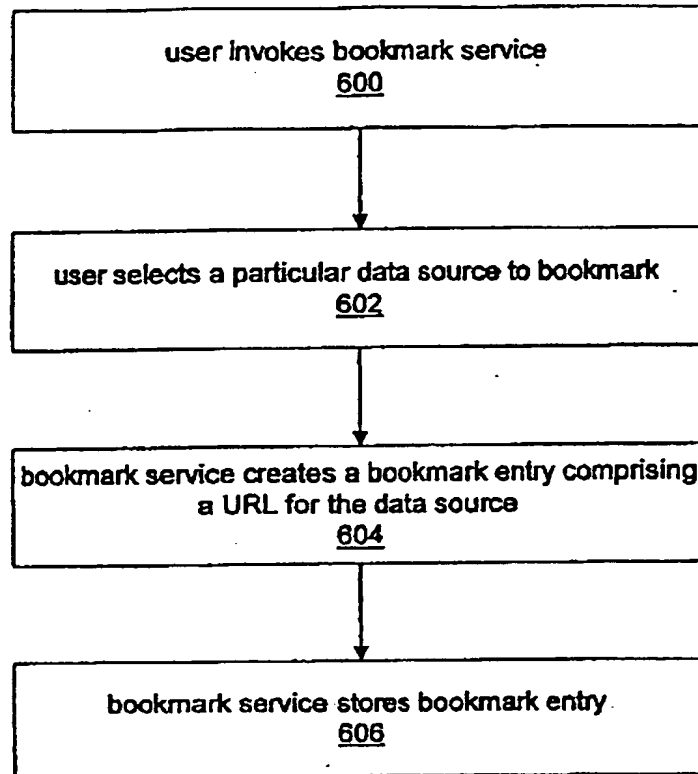 user invokes bookmark service
600
user selects a particular data source to bookmark
602
bookmark service creates a bookmark entry comprising
a URL for the data source
604
bookmark service stores bookmark entry
606